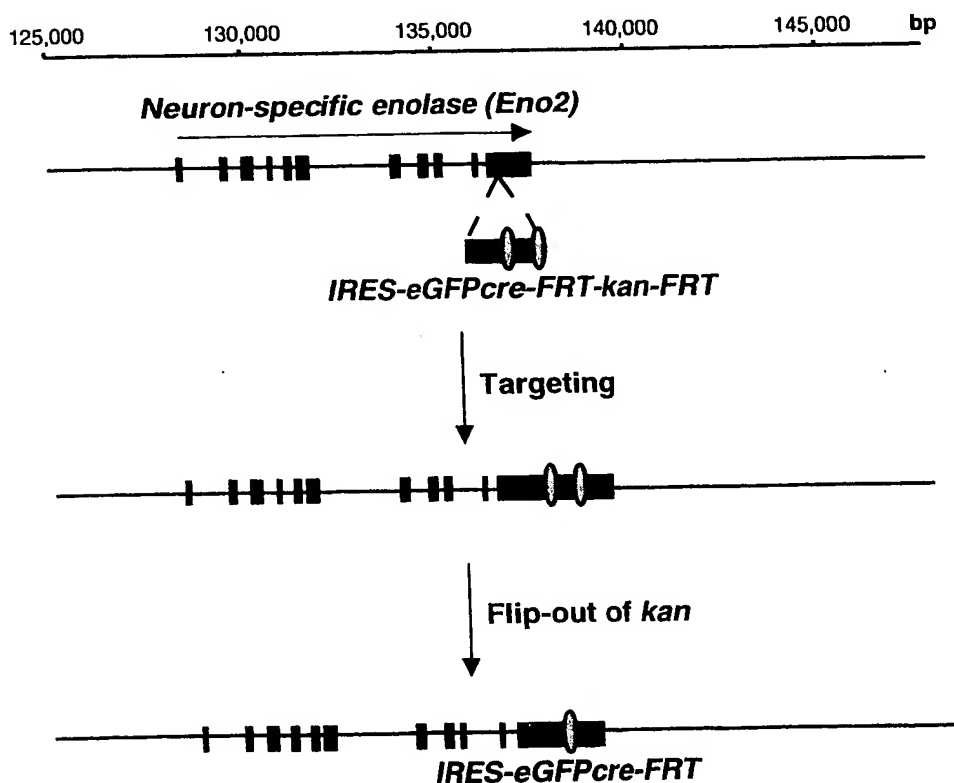 125,000 130,000 135,000 140,000 145,000 bp
Neuron-specific enolase (Eno2)
IRES-eGFPcre-FRT-kan-FRT
Targeting
Flip-out of kan
IRES-eGFPcre-FRT